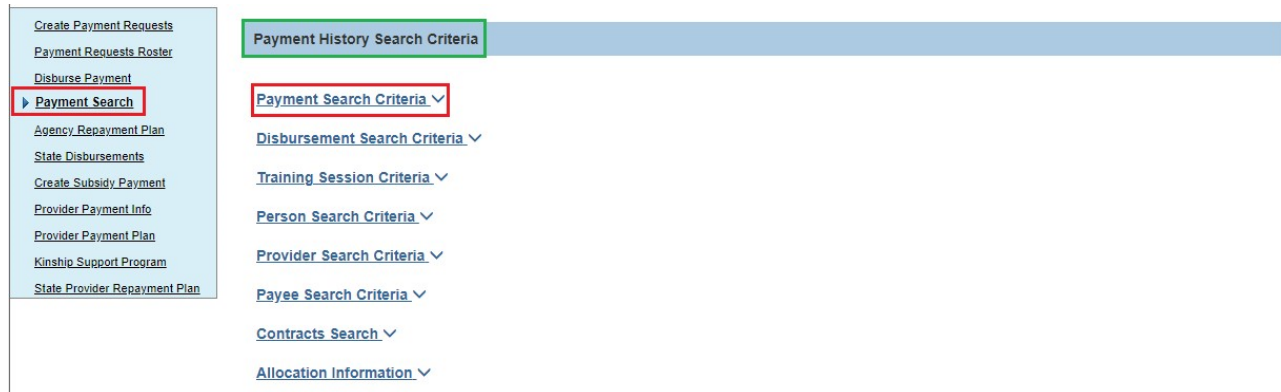 Create Payment Requests
Payment Requests Roster
Disburse Payment
Payment Search
Agency Repayment Plan
State Disbursements
Create Subsidy Payment
Provider Payment Info
Provider Payment Plan
Kinship Support Program
State Provider Repayment Plan
Payment History Search Criteria
Payment Search Criteria
Disbursement Search Criteria
Training Session Criteria
Person Search Criteria
Provider Search Criteria
Payee Search Criteria
Contracts Search
Allocation Information